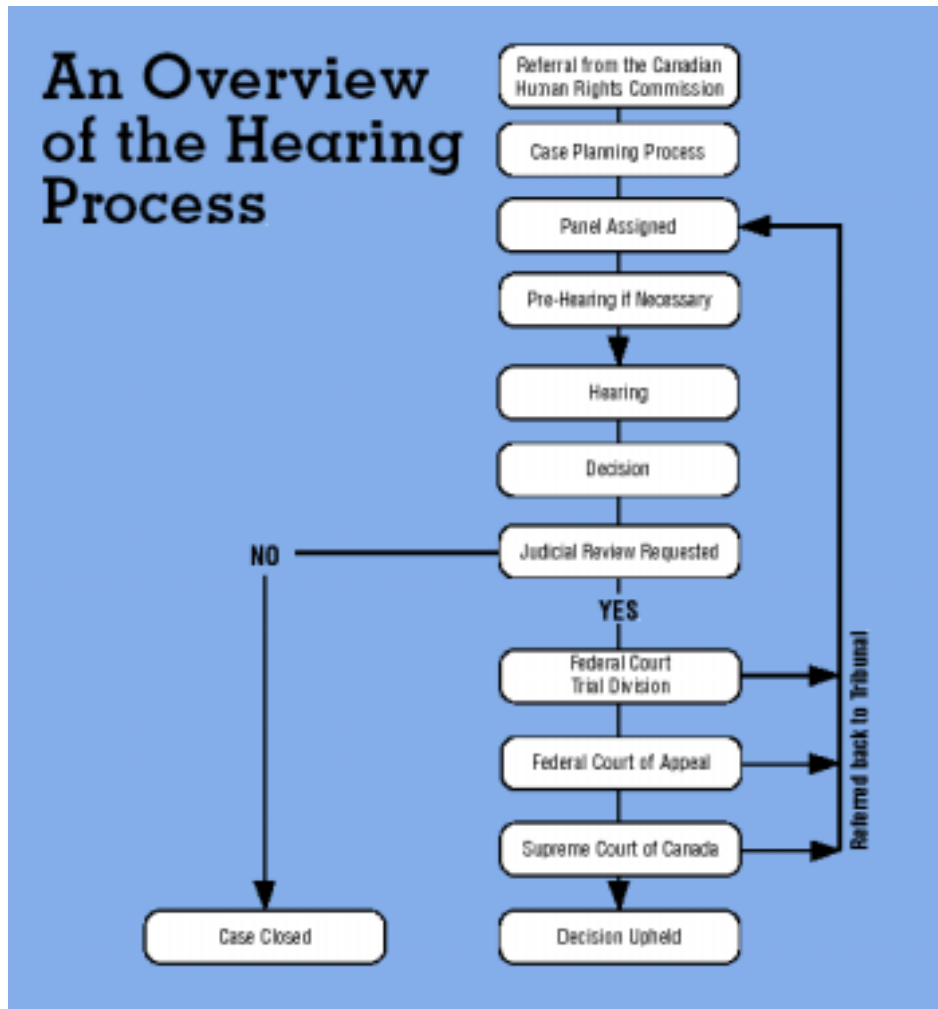 An Overview
of the Hearing
Process
Referral from the Canadian
Human Rights Commission
Case Planning Process
Panel Assigned
Pre-Hearing if Necessary
Hearing
Decision
Judicial Review Requested
NO
YES
Federal Court
Trial Division
Federal Court of Appeal
Supreme Court of Canada
Referred back to Tribunal
Case Closed
Decision Upheld